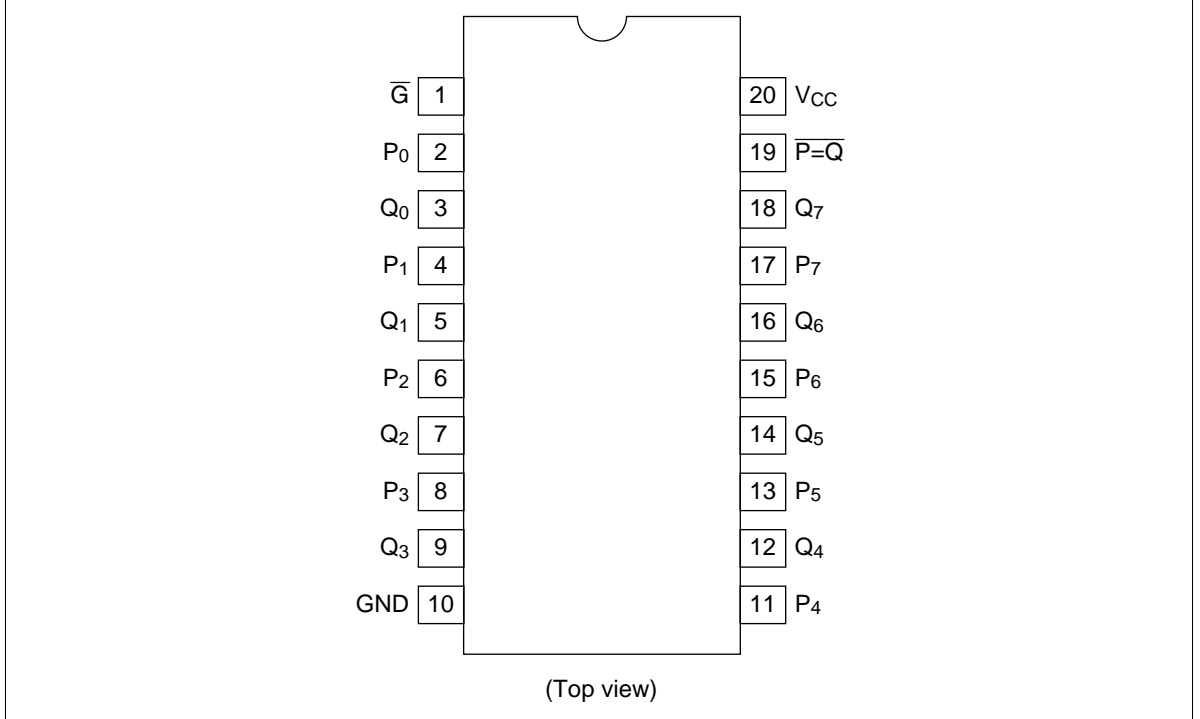 G̅ 1 20 VCC
P0 2 19 P̅=̅Q̅
Q0 3 18 Q7
P1 4 17 P7
Q1 5 16 Q6
P2 6 15 P6
Q2 7 14 Q5
P3 8 13 P5
Q3 9 12 Q4
GND 10 11 P4
(Top view)